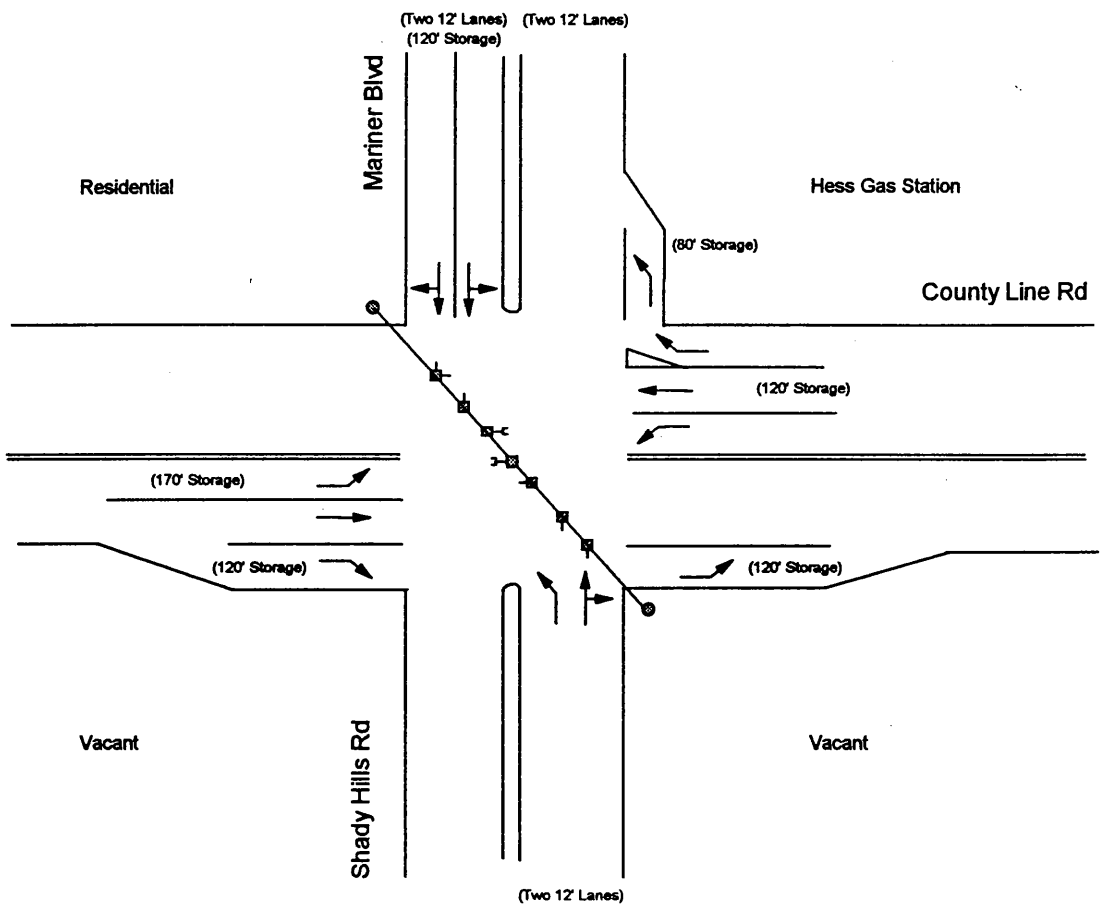 (Two 12' Lanes) (Two 12' Lanes)
(120' Storage)
Mariner Blvd
Residential
Hess Gas Station
(80' Storage)
County Line Rd
(120' Storage)
(170' Storage)
(120' Storage)
(120' Storage)
Vacant
Shady Hills Rd
Vacant
(Two 12' Lanes)